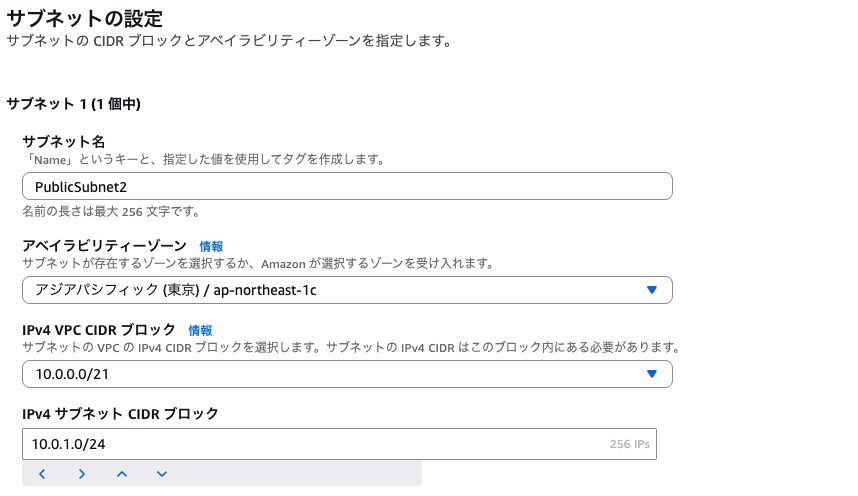 サブネットの設定
サブネットの CIDR ブロックとアベイラビリティーゾーンを指定します。
サブネット 1 (1 個中)
サブネット名
「Name」というキーと、指定した値を使用してタグを作成します。
PublicSubnet2
名前の長さは最大 256 文字です。
アベイラビリティーゾーン 情報
サブネットが存在するゾーンを選択するか、Amazon が選択するゾーンを受け入れます。
アジアパシフィック (東京) / ap-northeast-1c
IPv4 VPC CIDR ブロック 情報
サブネットの VPC の IPv4 CIDR ブロックを選択します。サブネットの IPv4 CIDR はこのブロック内にある必要があります。
10.0.0.0/21
IPv4 サブネット CIDR ブロック
10.0.1.0/24 256 IPs